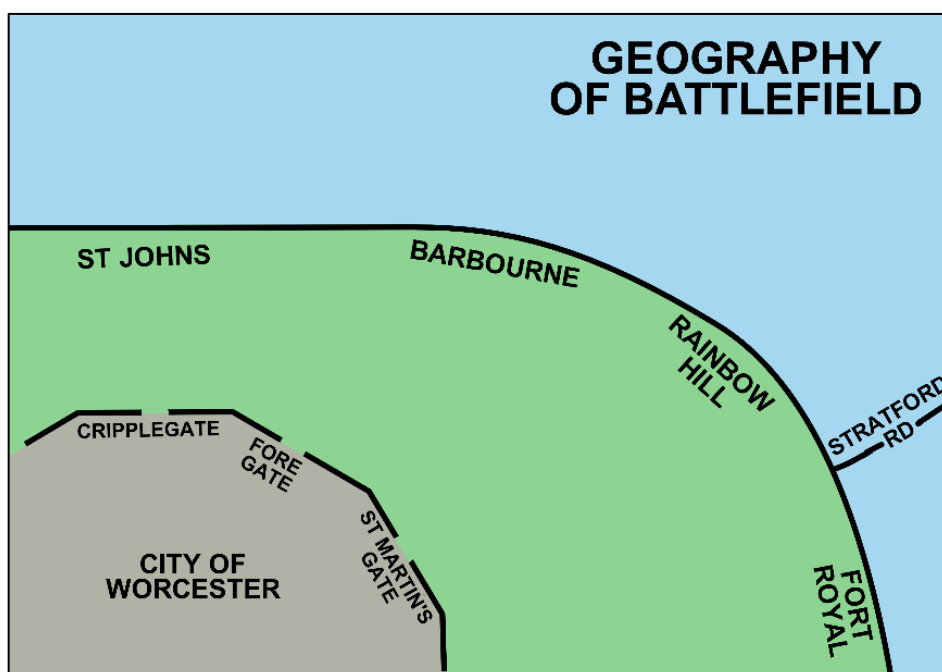 GEOGRAPHY
OF BATTLEFIELD
ST JOHNS
BARBOURNE
RAINBOW
HILL
STRATFORD
RD
CRIPPLEGATE
FORE
GATE
ST MARTIN'S
GATE
CITY OF
WORCESTER
FORT
ROYAL